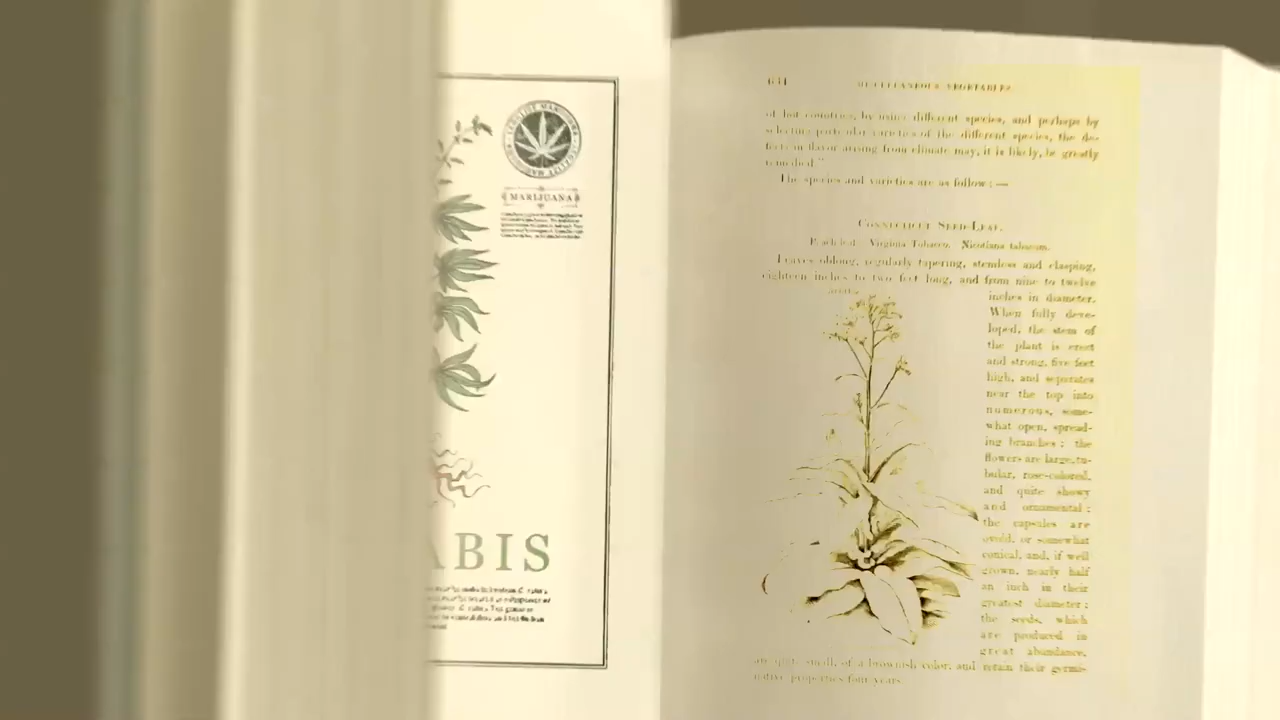 MARIJUANA
ABIS
631
MISCELLANEOUS VEGETABLES
of hot countries, by using different species, and perhaps by
selecting particular varieties of the different species, the de-
fects in flavor arising from climate may, it is likely, be greatly
remedied."
The species and varieties are as follow: —
CONNECTICUT SEED-LEAF.
Peach-leaf. Virginia Tobacco. Nicotiana tabacum.
Leaves oblong, regularly tapering, stemless and clasping,
eighteen inches to two feet long, and from nine to twelve
inches in diameter.
When fully deve-
loped, the stem of
the plant is erect
and strong, five feet
high, and separates
near the top into
numerous, some-
what open, spread-
ing branches: the
flowers are large, tu-
bular, rose-colored,
and quite showy
and ornamental;
the capsules are
ovoid, or somewhat
conical, and, if well
grown, nearly half
an inch in their
greatest diameter;
the seeds, which
are produced in
great abundance,
are quite small, of a brownish color, and retain their germi-
native properties four years.